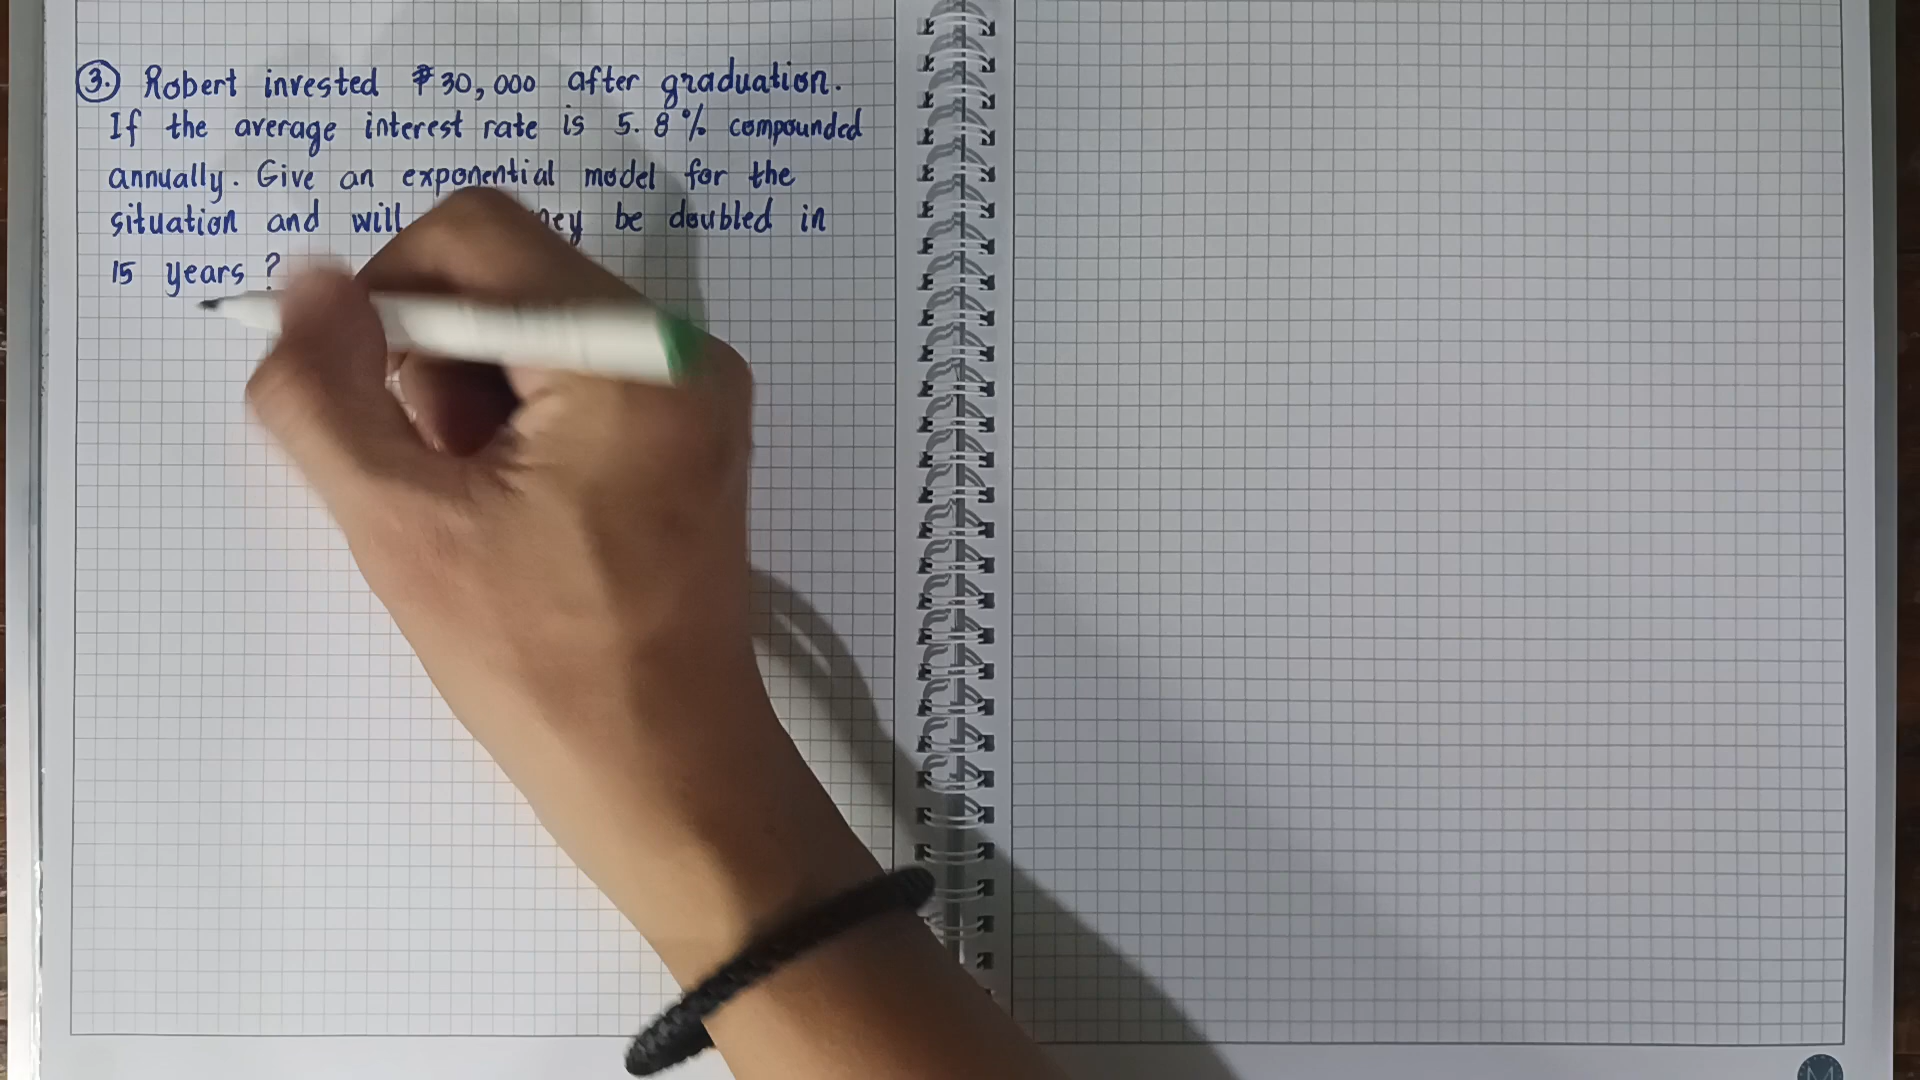 3. Robert invested ₱30,000 after graduation.
If the average interest rate is 5.8% compounded
annually. Give an exponential model for the
situation and will be doubled in
15 years?